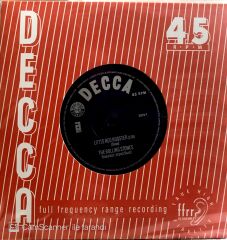 DECCA
45
R.P.M
DECCA
45 RPM
LITTLE RED ROOSTER
THE ROLLING STONES
full frequency range recording
ffrr
CamScanner ile tarandı